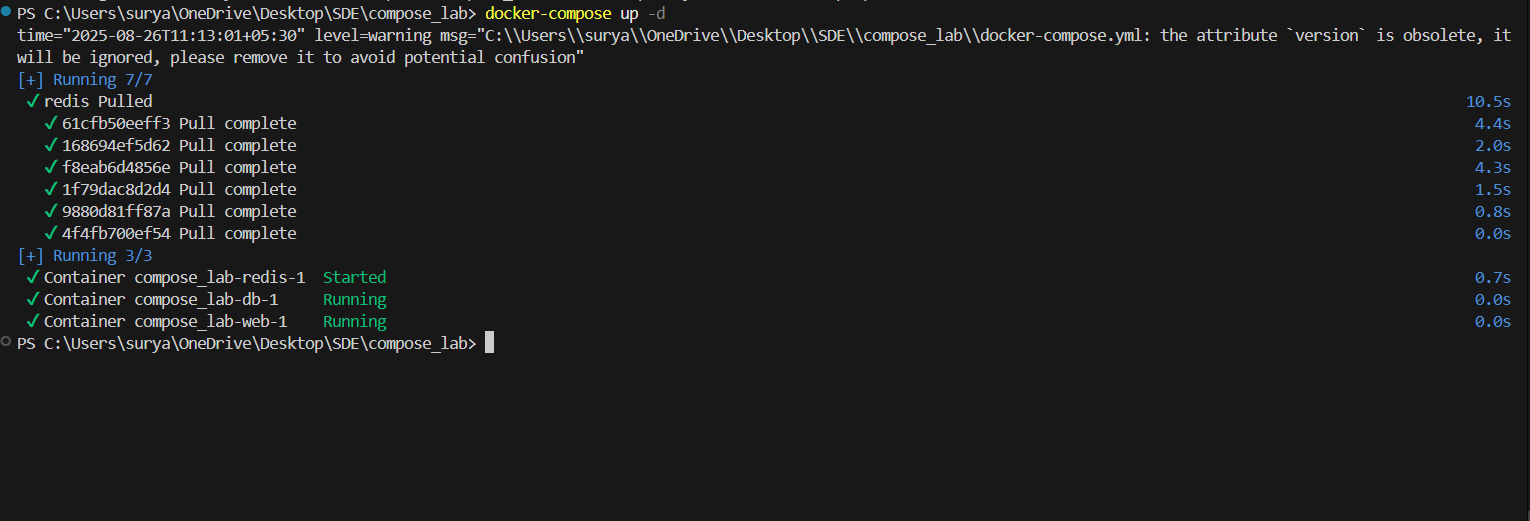 PS C:\Users\surya\OneDrive\Desktop\SDE\compose_lab> docker-compose up -d
time="2025-08-26T11:13:01+05:30" level=warning msg="C:\\Users\\surya\\OneDrive\\Desktop\\SDE\\compose_lab\\docker-compose.yml: the attribute `version` is obsolete, it
will be ignored, please remove it to avoid potential confusion"
[+] Running 7/7
✔ redis Pulled 10.5s
✔ 61cfb50eeff3 Pull complete 4.4s
✔ 168694ef5d62 Pull complete 2.0s
✔ f8eab6d4856e Pull complete 4.3s
✔ 1f79dac8d2d4 Pull complete 1.5s
✔ 9880d81ff87a Pull complete 0.8s
✔ 4f4fb700ef54 Pull complete 0.0s
[+] Running 3/3
✔ Container compose_lab-redis-1 Started 0.7s
✔ Container compose_lab-db-1 Running 0.0s
✔ Container compose_lab-web-1 Running 0.0s
PS C:\Users\surya\OneDrive\Desktop\SDE\compose_lab>